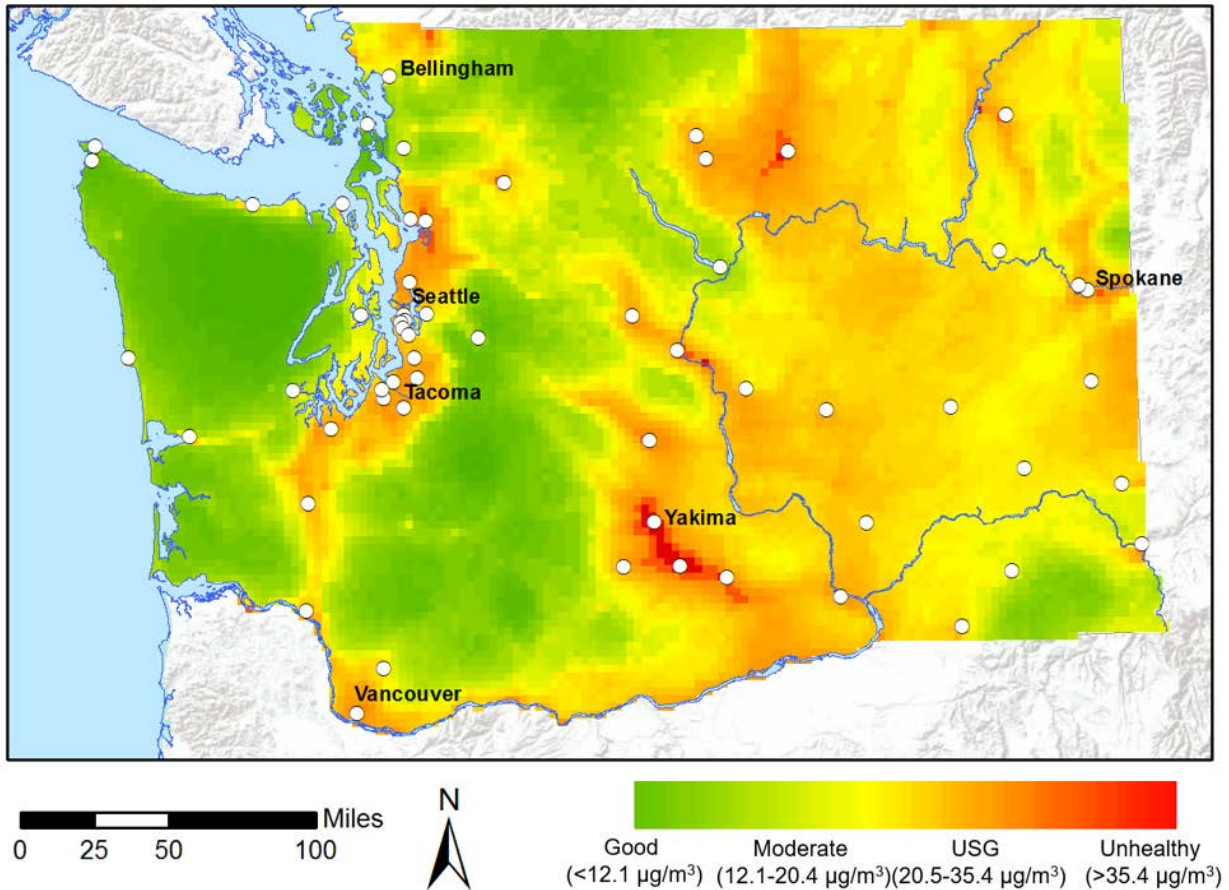 Bellingham
Spokane
Seattle
Tacoma
Yakima
Vancouver
Miles
0 25 50 100
N
Good Moderate USG Unhealthy
(<12.1 µg/m³) (12.1-20.4 µg/m³) (20.5-35.4 µg/m³) (>35.4 µg/m³)